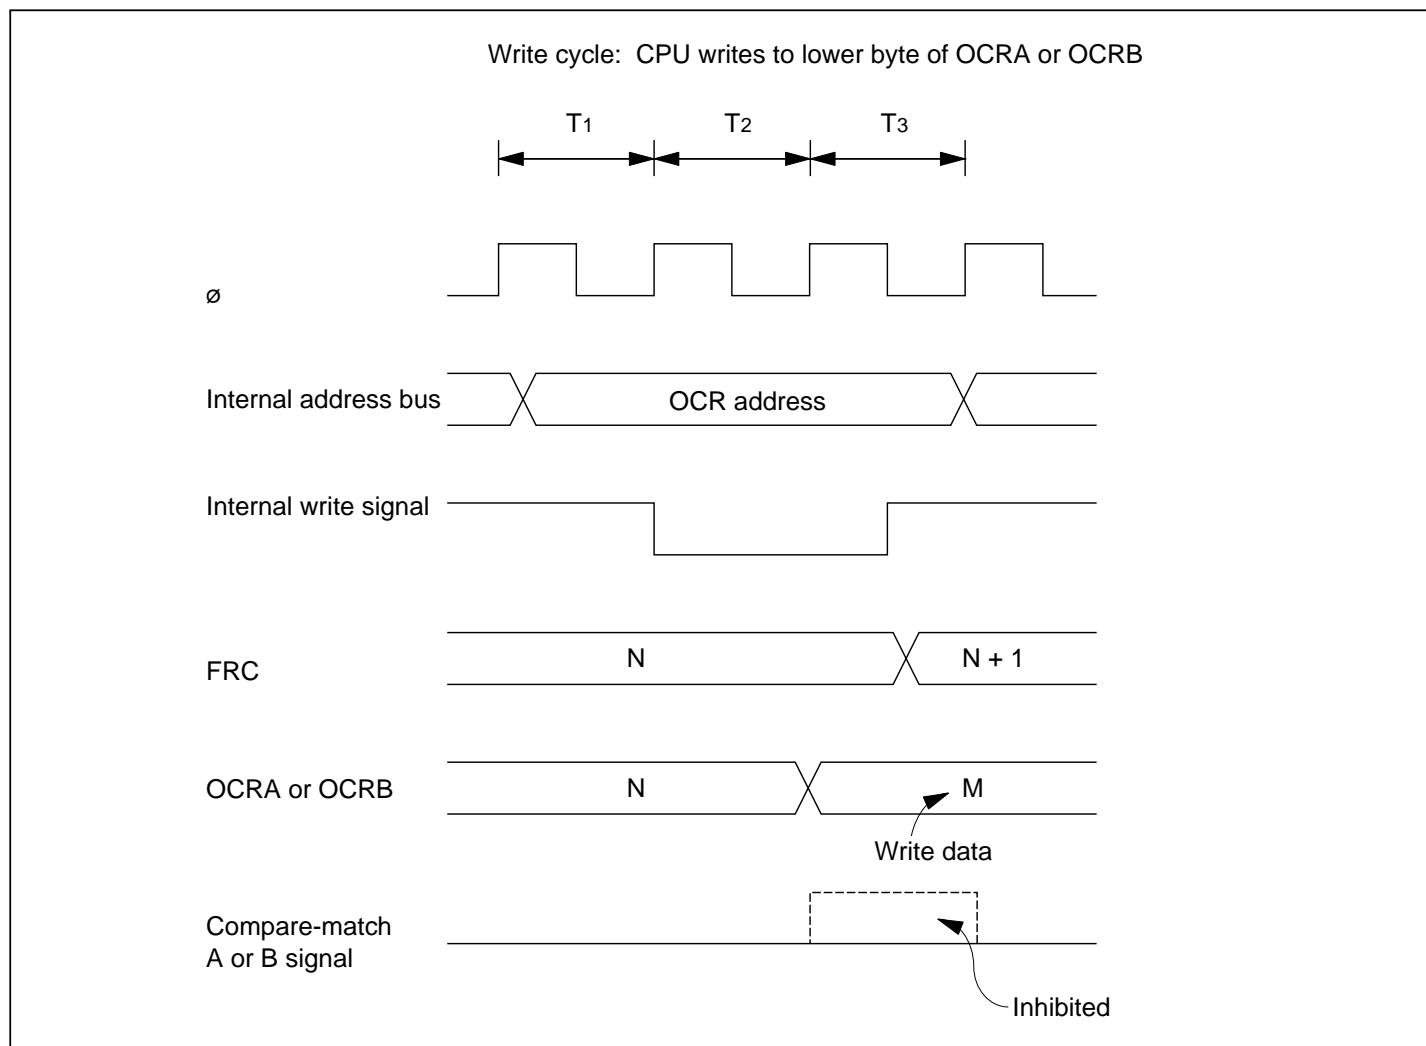 Write cycle: CPU writes to lower byte of OCRA or OCRB
T1 T2 T3
ø
Internal address bus OCR address
Internal write signal
FRC N N + 1
OCRA or OCRB N M
Write data
Compare-match
A or B signal
Inhibited